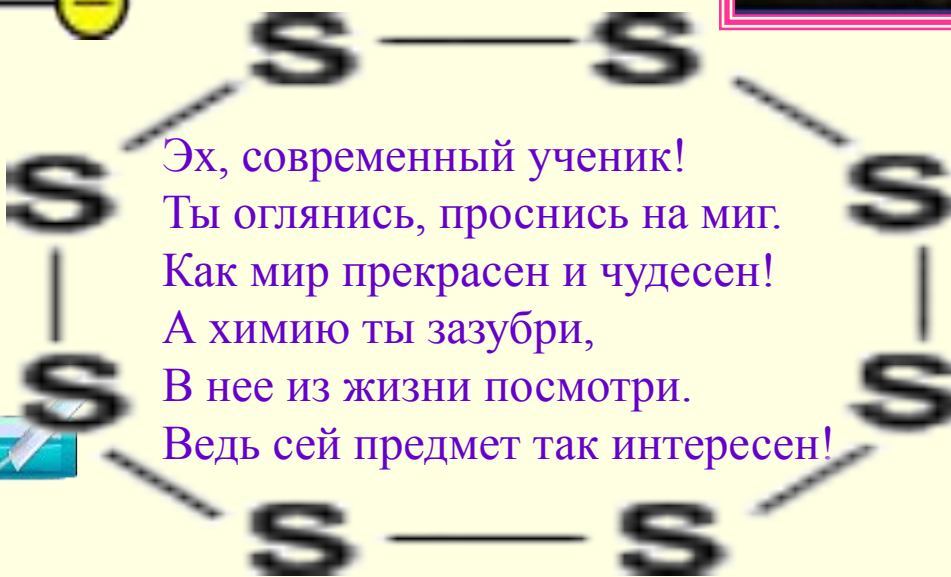 S S
Эх, современный ученик!
S Ты оглянись, проснись на миг. S
Как мир прекрасен и чудесен!
А химию ты зазубри,
S В нее из жизни посмотри. S
Ведь сей предмет так интересен!
S S